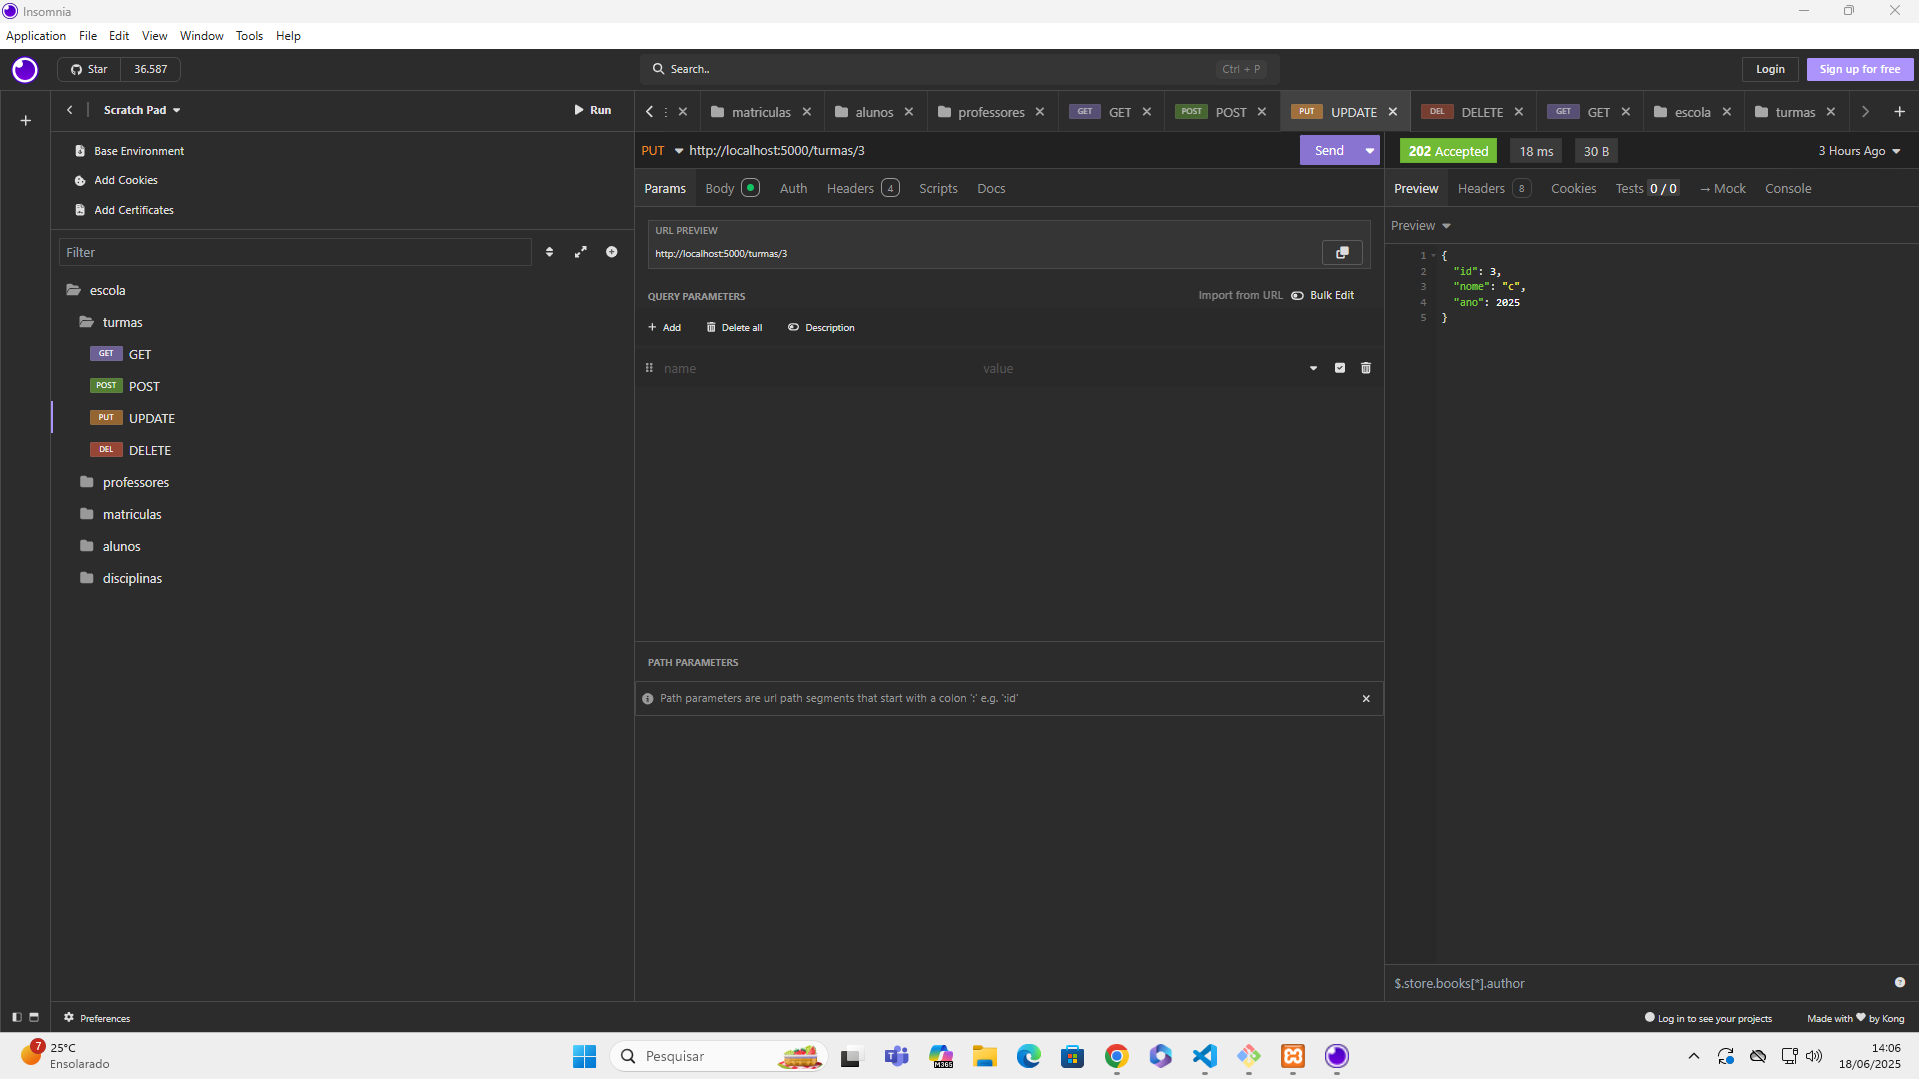 Insomnia
Application File Edit View Window Tools Help
Star 36.587
Search.. Ctrl + P
Login Sign up for free
Scratch Pad
Run
matriculas alunos professores GET GET POST POST PUT UPDATE DEL DELETE GET GET escola turmas
Base Environment
Add Cookies
Add Certificates
Filter
escola
turmas
GET GET
POST POST
PUT UPDATE
DEL DELETE
professores
matriculas
alunos
disciplinas
PUT http://localhost:5000/turmas/3 Send
Params Body Auth Headers 4 Scripts Docs
URL PREVIEW
http://localhost:5000/turmas/3
QUERY PARAMETERS Import from URL Bulk Edit
Add Delete all Description
name value
PATH PARAMETERS
Path parameters are url path segments that start with a colon ':' e.g. ':id'
202 Accepted 18 ms 30 B 3 Hours Ago
Preview Headers 8 Cookies Tests 0 / 0 → Mock Console
Preview
1 {
2 "id": 3,
3 "nome": "c",
4 "ano": 2025
5 }
$.store.books[*].author
Preferences
Log in to see your projects Made with ❤ by Kong
7 25°C
Ensolarado
Pesquisar
M365
14:06
18/06/2025